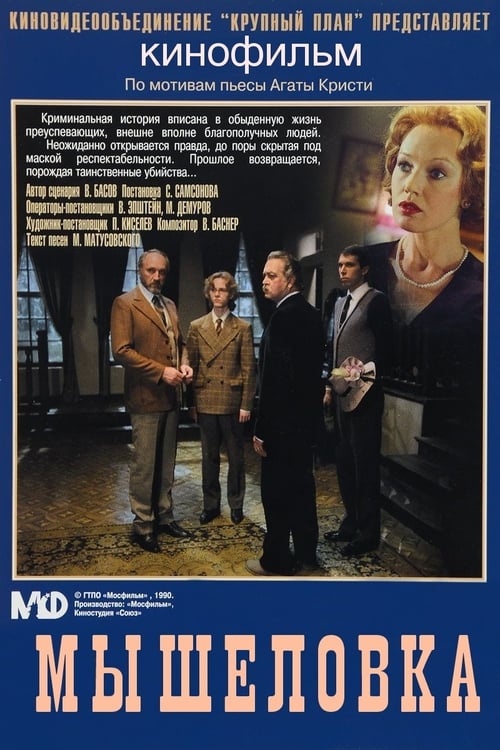 КИНОВИДЕООБЪЕДИНЕНИЕ "КРУПНЫЙ ПЛАН" ПРЕДСТАВЛЯЕТ
КИНОФИЛЬМ
По мотивам пьесы Агаты Кристи
Криминальная история вписана в обыденную жизнь
преуспевающих, внешне вполне благополучных людей.
Неожиданно открывается правда, до поры скрытая под
маской респектабельности. Прошлое возвращается,
порождая таинственные убийства...
Автор сценария В. БАСОВ Постановка С. САМСОНОВА
Операторы-постановщики В. ЭПШТЕЙН, М. ДЕМУРОВ
Художник-постановщик П. КИСЕЛЕВ Композитор В. БАСНЕР
Текст песен М. МАТУСОВСКОГО
МФ
© ГТПО «Мосфильм» , 1990.
Производство: «Мосфильм»,
Киностудия «Союз»
МЫШЕЛОВКА